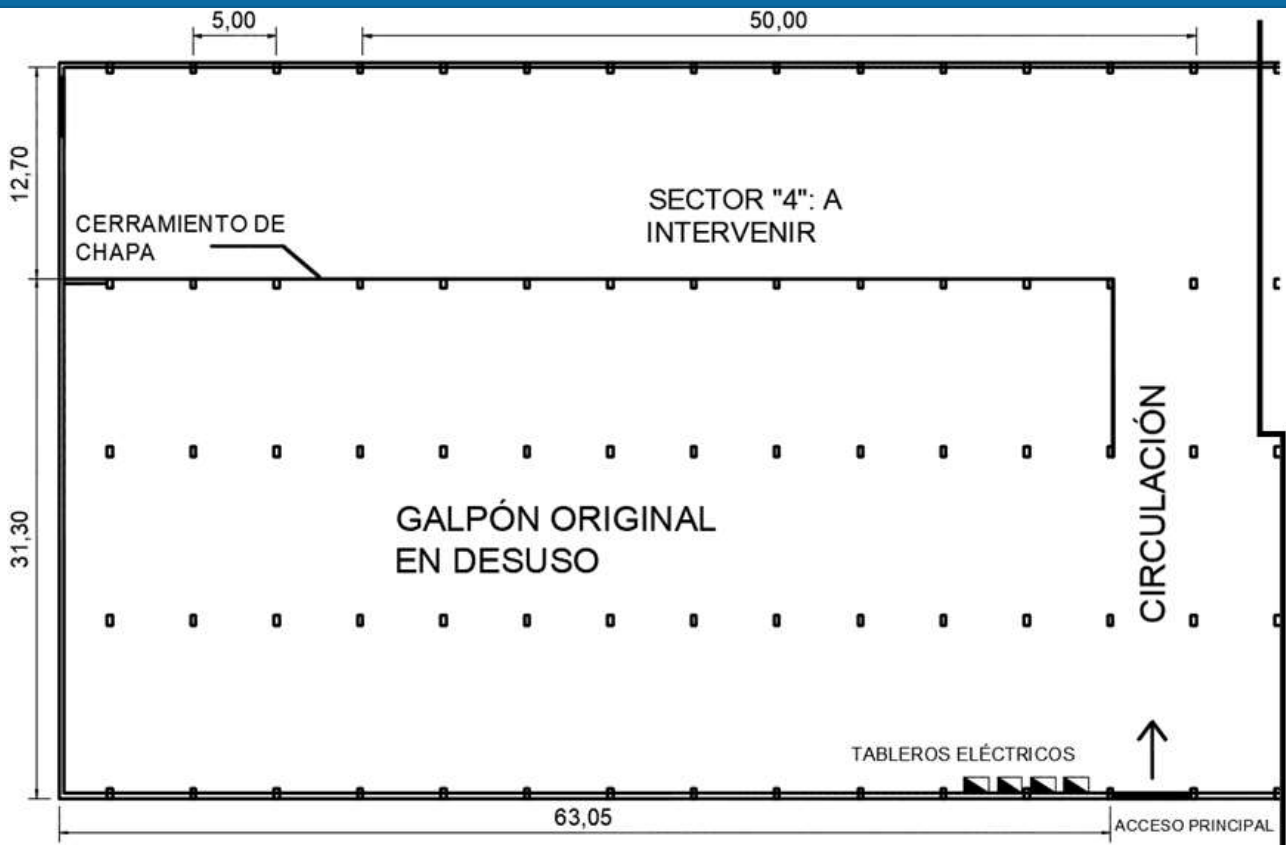 5,00
50,00
12,70
SECTOR "4": A
INTERVENIR
CERRAMIENTO DE
CHAPA
31,30
CIRCULACIÓN
GALPÓN ORIGINAL
EN DESUSO
TABLEROS ELÉCTRICOS
63,05
ACCESO PRINCIPAL